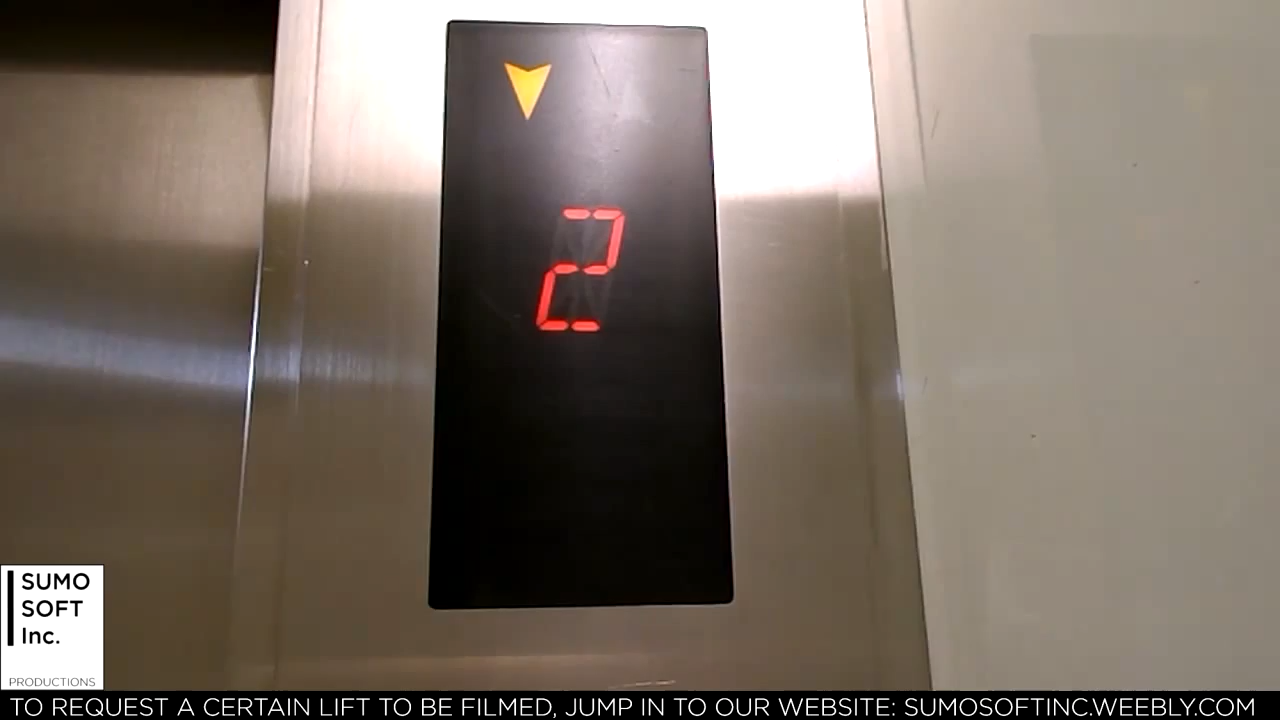 2
SUMO
SOFT
Inc.
PRODUCTIONS
TO REQUEST A CERTAIN LIFT TO BE FILMED, JUMP IN TO OUR WEBSITE: SUMOSOFTINC.WEEBLY.COM